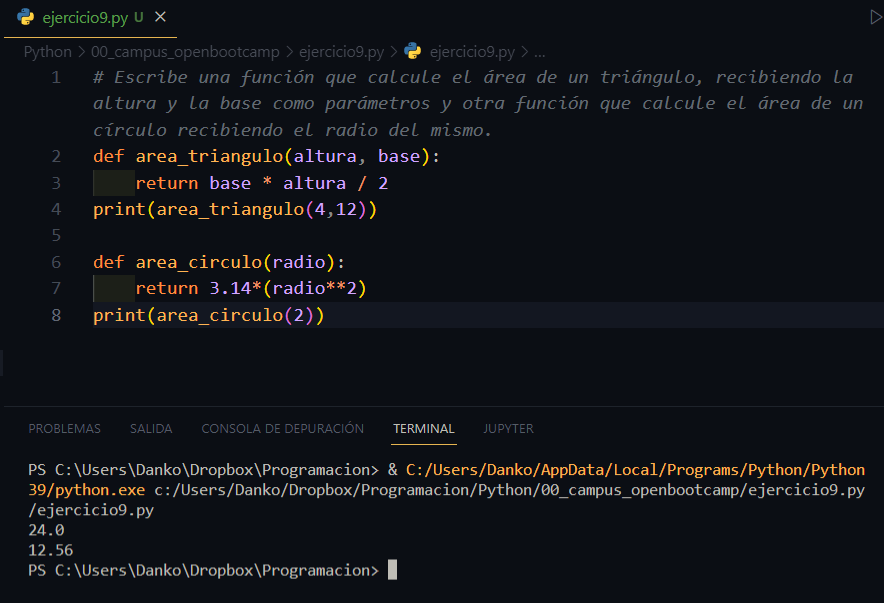 ejercicio9.py U ×
Python > 00_campus_openbootcamp > ejercicio9.py > ejercicio9.py > ...
1 # Escribe una función que calcule el área de un triángulo, recibiendo la
altura y la base como parámetros y otra función que calcule el área de un
círculo recibiendo el radio del mismo.
2 def area_triangulo(altura, base):
3     return base * altura / 2
4 print(area_triangulo(4,12))
5
6 def area_circulo(radio):
7     return 3.14*(radio**2)
8 print(area_circulo(2))
PROBLEMAS SALIDA CONSOLA DE DEPURACIÓN TERMINAL JUPYTER
PS C:\Users\Danko\Dropbox\Programacion> & C:/Users/Danko/AppData/Local/Programs/Python/Python
39/python.exe c:/Users/Danko/Dropbox/Programacion/Python/00_campus_openbootcamp/ejercicio9.py
/ejercicio9.py
24.0
12.56
PS C:\Users\Danko\Dropbox\Programacion>